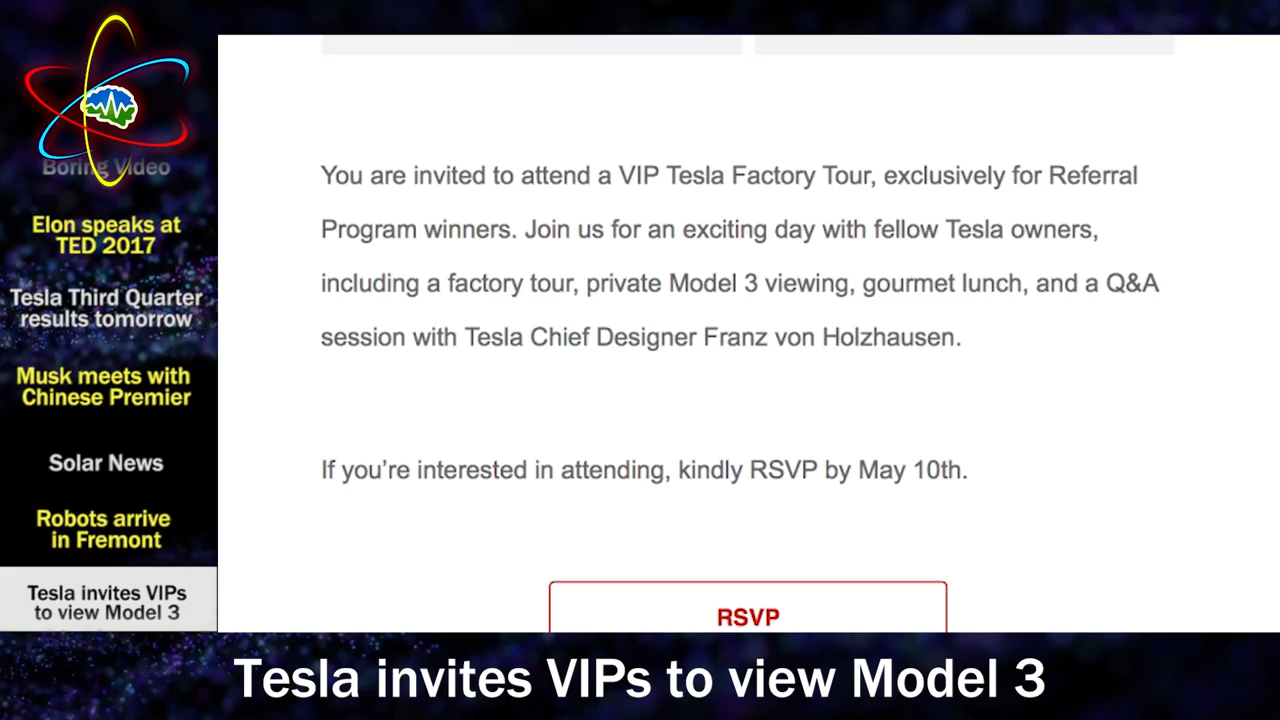 Boring Video
Elon speaks at
TED 2017
Tesla Third Quarter
results tomorrow
Musk meets with
Chinese Premier
Solar News
Robots arrive
in Fremont
Tesla invites VIPs
to view Model 3
You are invited to attend a VIP Tesla Factory Tour, exclusively for Referral
Program winners. Join us for an exciting day with fellow Tesla owners,
including a factory tour, private Model 3 viewing, gourmet lunch, and a Q&A
session with Tesla Chief Designer Franz von Holzhausen.
If you’re interested in attending, kindly RSVP by May 10th.
RSVP
Tesla invites VIPs to view Model 3